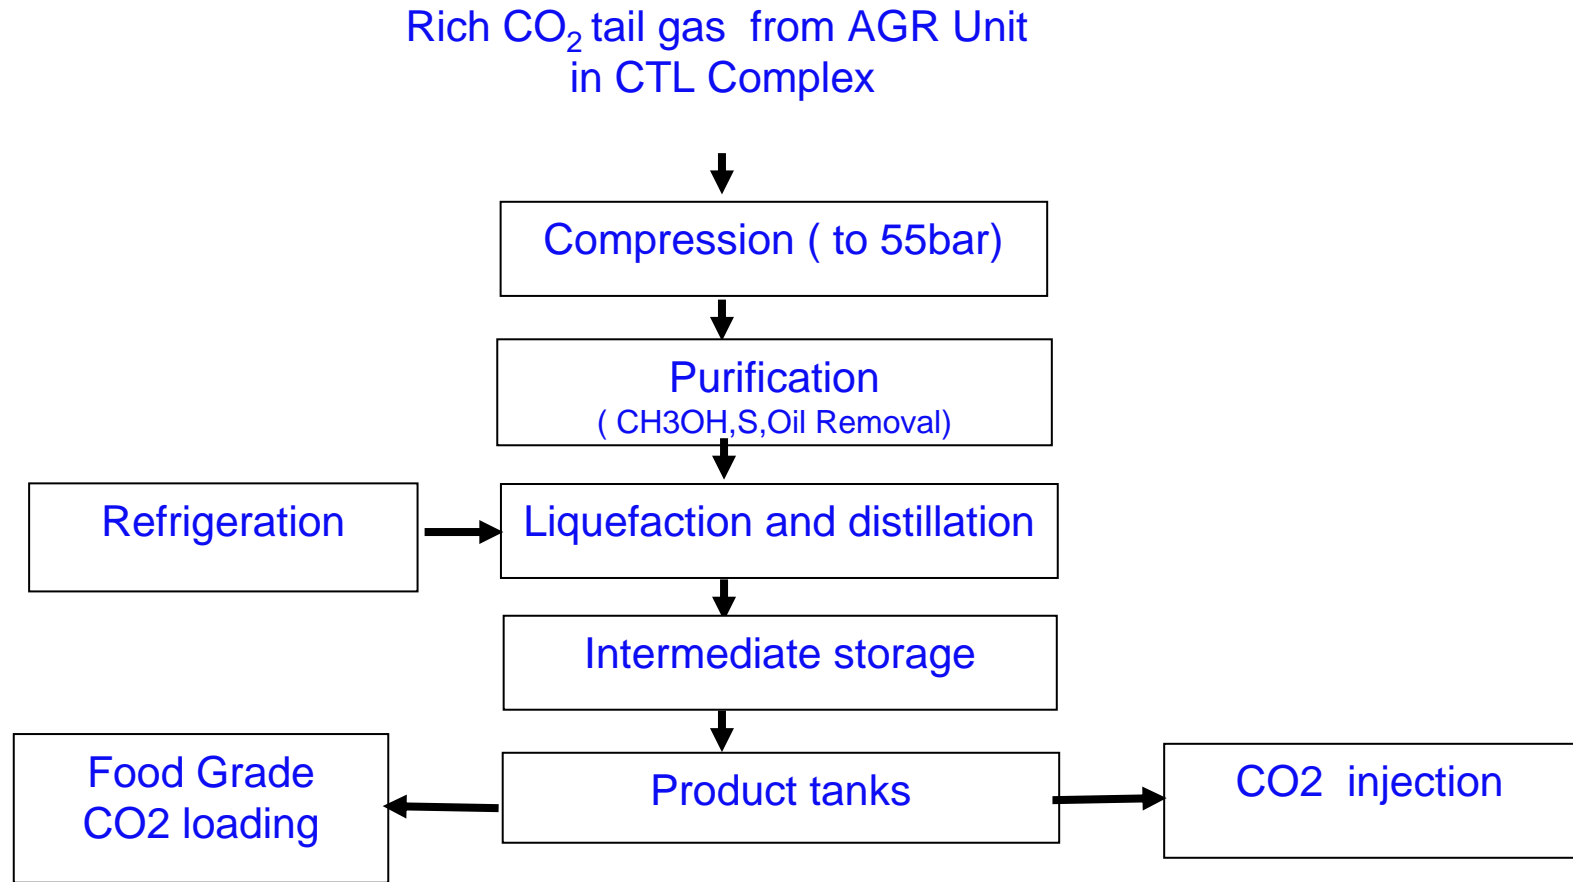 Rich CO₂ tail gas from AGR Unit
in CTL Complex
Compression ( to 55bar)
Purification
( CH3OH,S,Oil Removal)
Refrigeration
Liquefaction and distillation
Intermediate storage
Food Grade
CO2 loading
Product tanks
CO2 injection